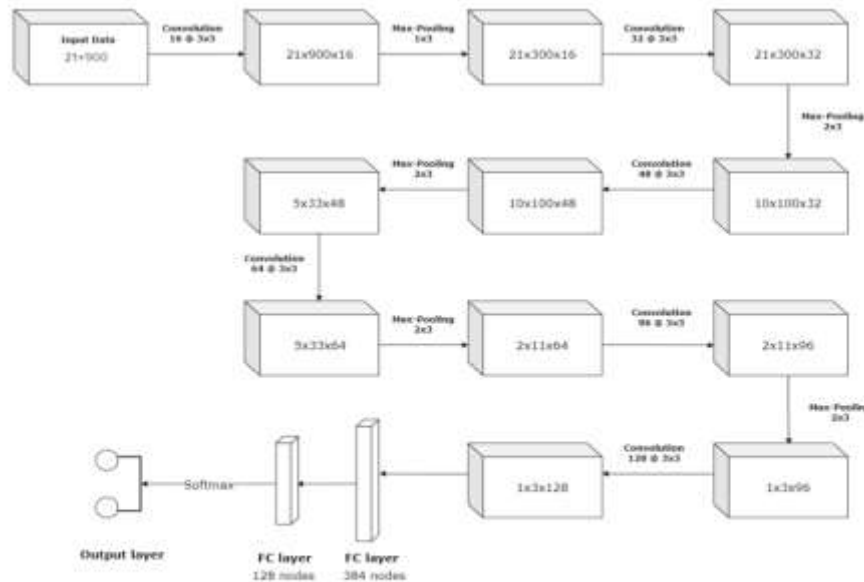 Input Data
21×900
Convolution
16 @ 3x3
21x900x16
Max-Pooling
1x3
21x300x16
Convolution
32 @ 3x3
21x300x32
Max-Pooling
2x3
10x100x32
Convolution
48 @ 3x3
10x100x48
Max-Pooling
2x3
5x33x48
Convolution
64 @ 3x3
5x33x64
Max-Pooling
2x3
2x11x64
Convolution
96 @ 3x3
2x11x96
Max-Pooling
2x3
1x3x96
Convolution
128 @ 3x3
1x3x128
FC layer
384 nodes
FC layer
128 nodes
Softmax
Output layer